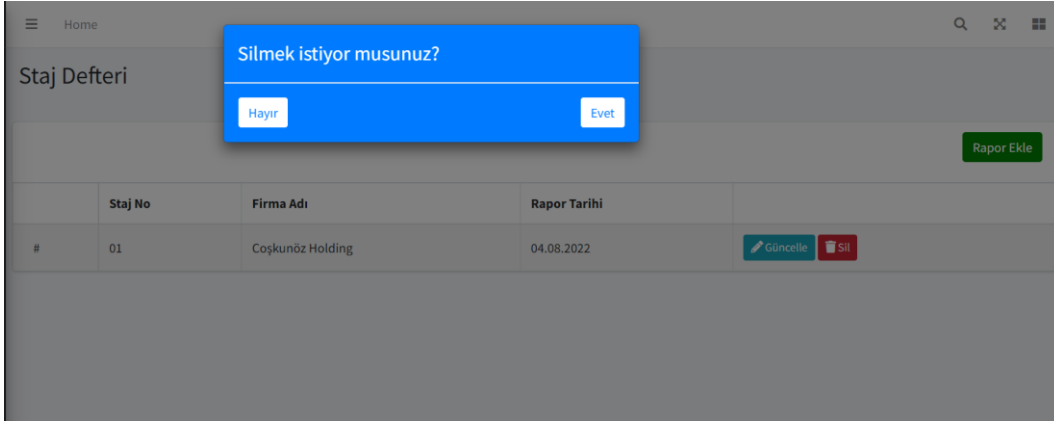 Home
Silmek istiyor musunuz?
Staj Defteri
Hayır Evet
Rapor Ekle
Staj No Firma Adı Rapor Tarihi
# 01 Coşkunöz Holding 04.08.2022 Güncelle Sil